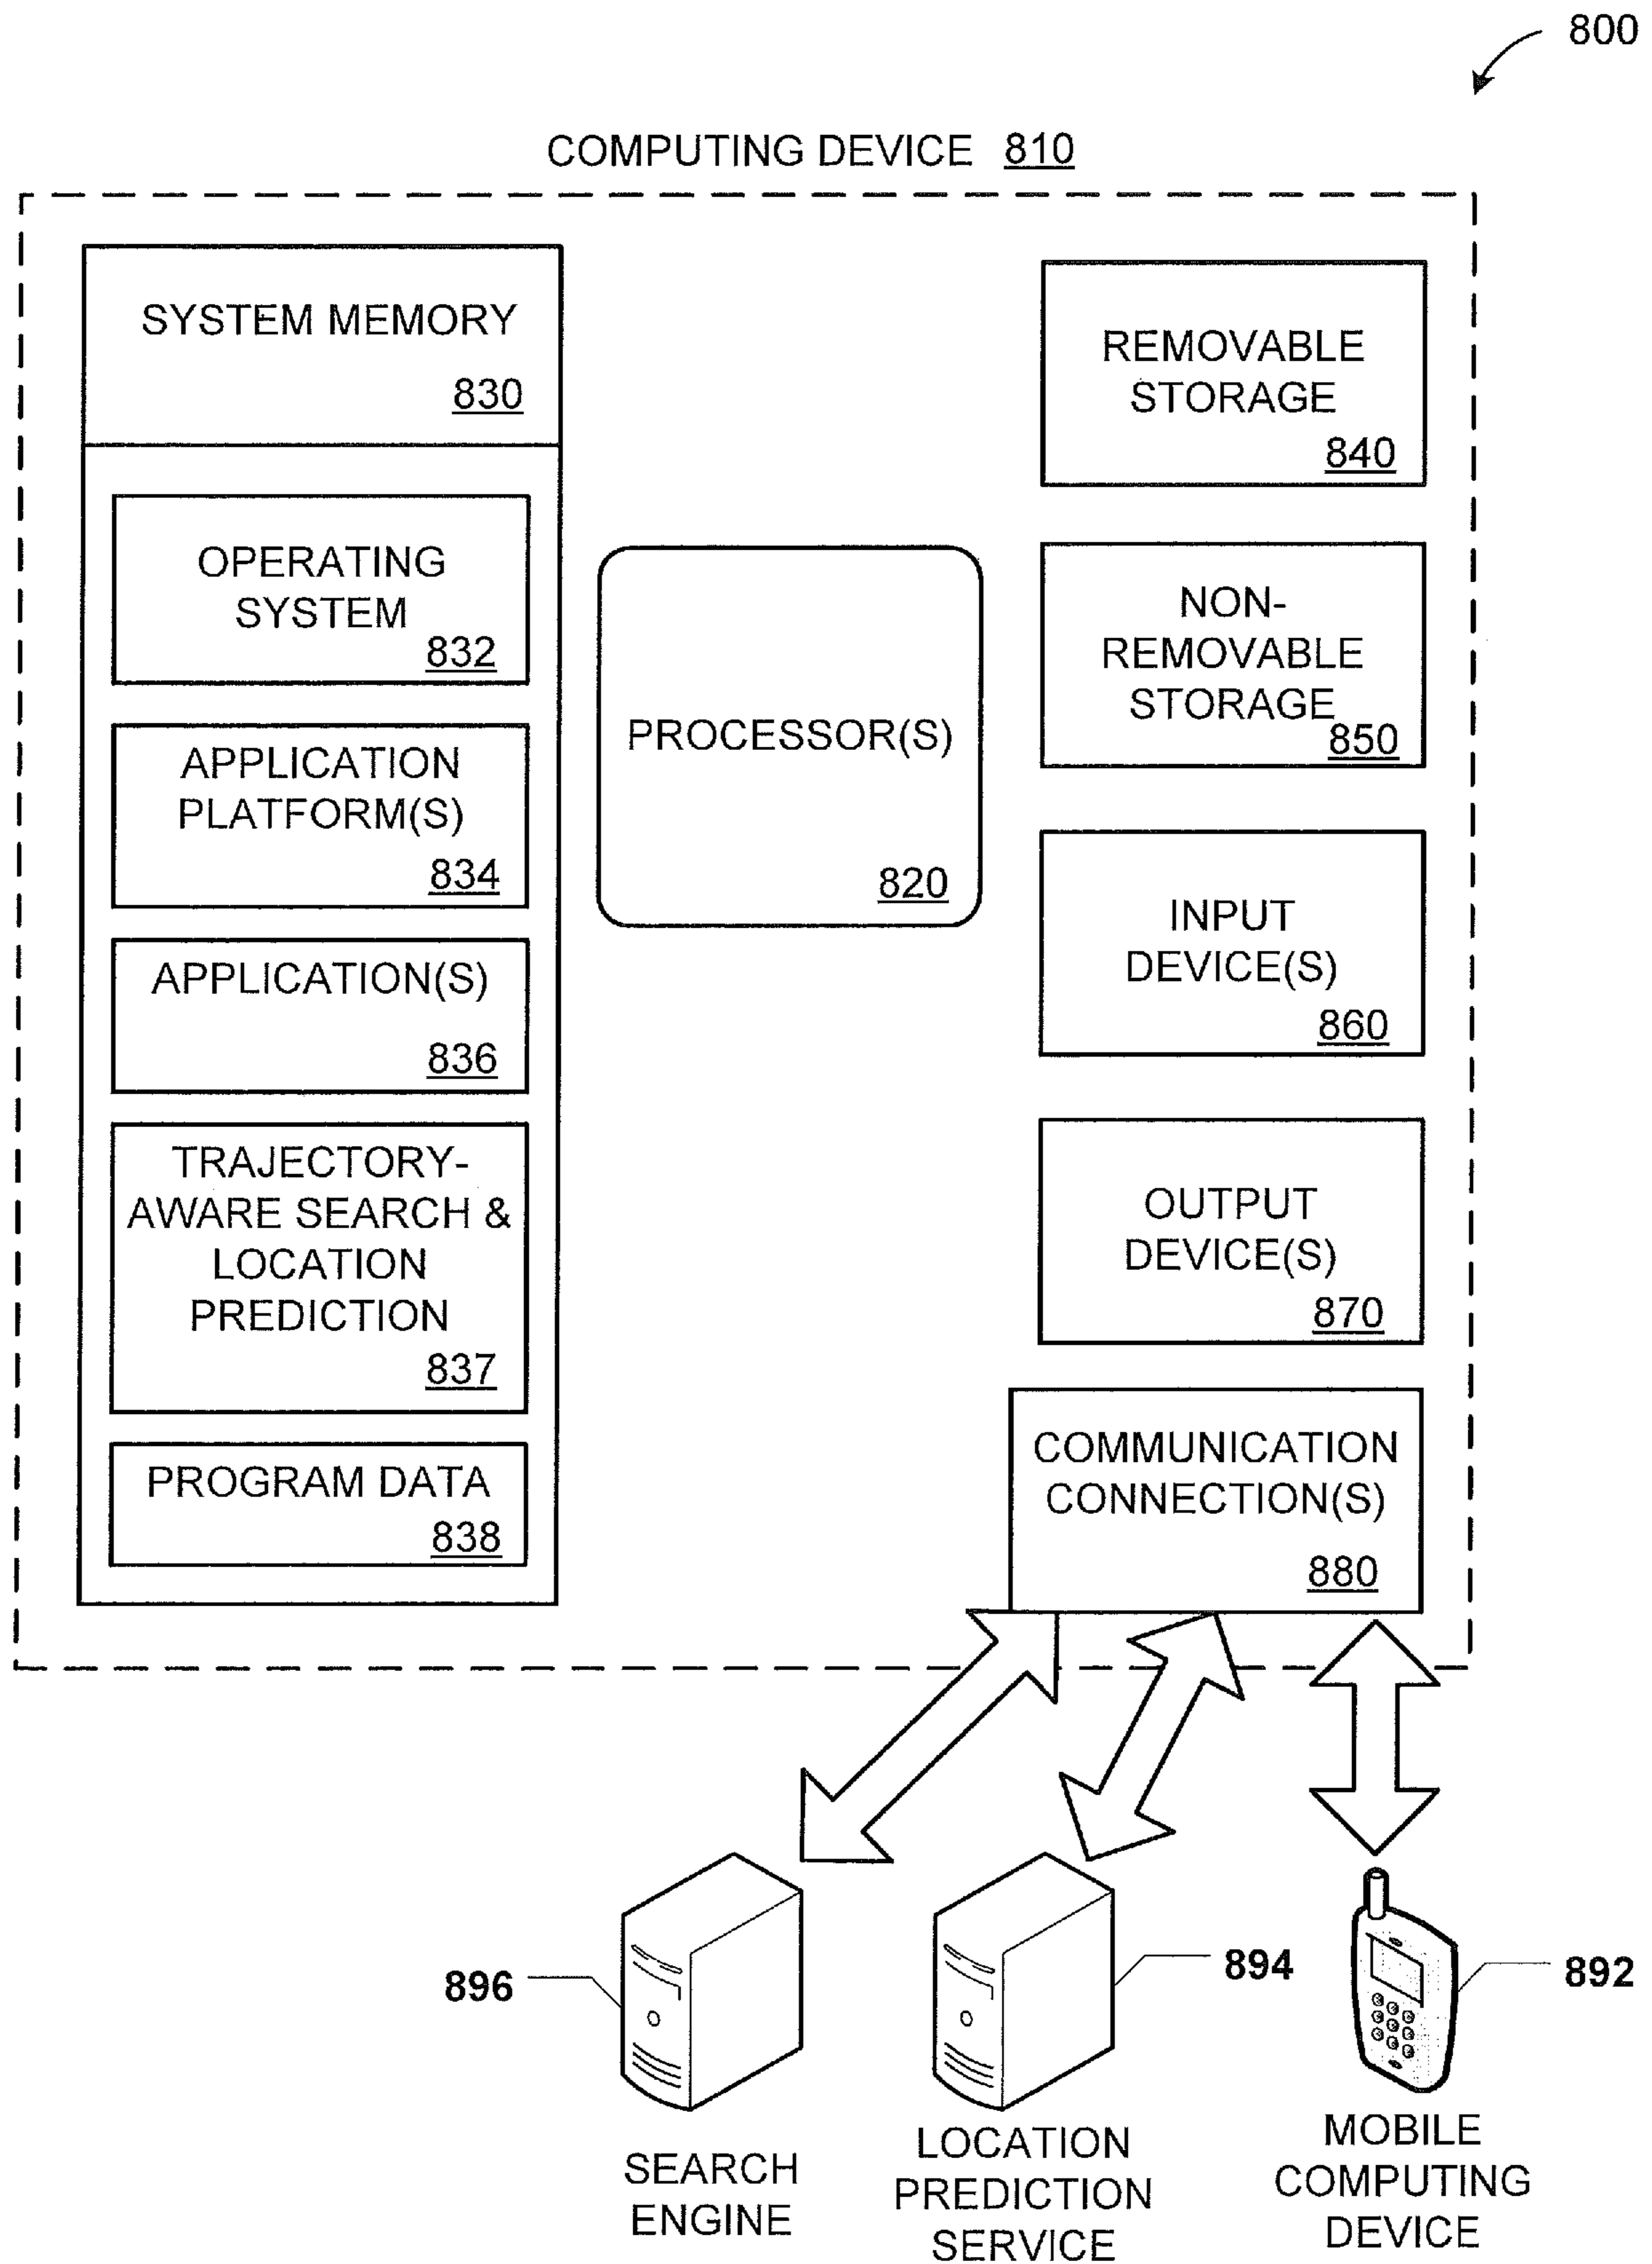 800
COMPUTING DEVICE 810
SYSTEM MEMORY
830
OPERATING
SYSTEM
832
APPLICATION
PLATFORM(S)
834
APPLICATION(S)
836
TRAJECTORY-
AWARE SEARCH &
LOCATION
PREDICTION
837
PROGRAM DATA
838
PROCESSOR(S)
820
REMOVABLE
STORAGE
840
NON-
REMOVABLE
STORAGE
850
INPUT
DEVICE(S)
860
OUTPUT
DEVICE(S)
870
COMMUNICATION
CONNECTION(S)
880
896
894
892
SEARCH
ENGINE
LOCATION
PREDICTION
SERVICE
MOBILE
COMPUTING
DEVICE